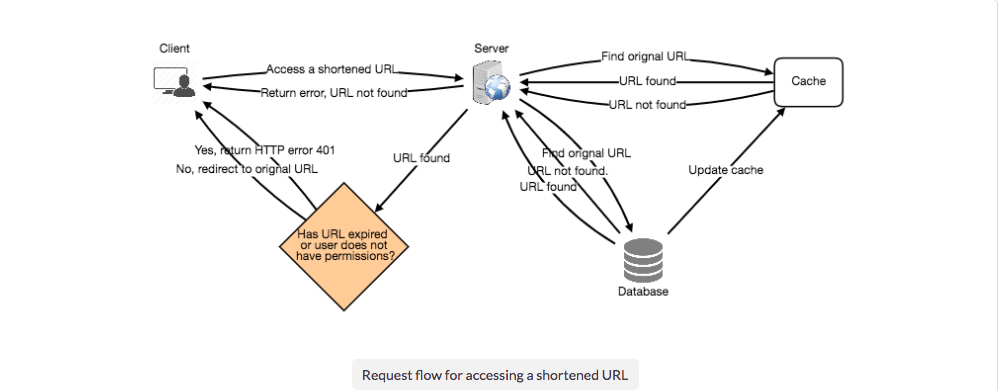 Client
Server
Access a shortened URL
Return error, URL not found
Find orignal URL
URL found
URL not found
Cache
Yes, return HTTP error 401
No, redirect to orignal URL
URL found
Find orignal URL
URL not found.
URL found
Update cache
Has URL expired
or user does not
have permissions?
Database
Request flow for accessing a shortened URL